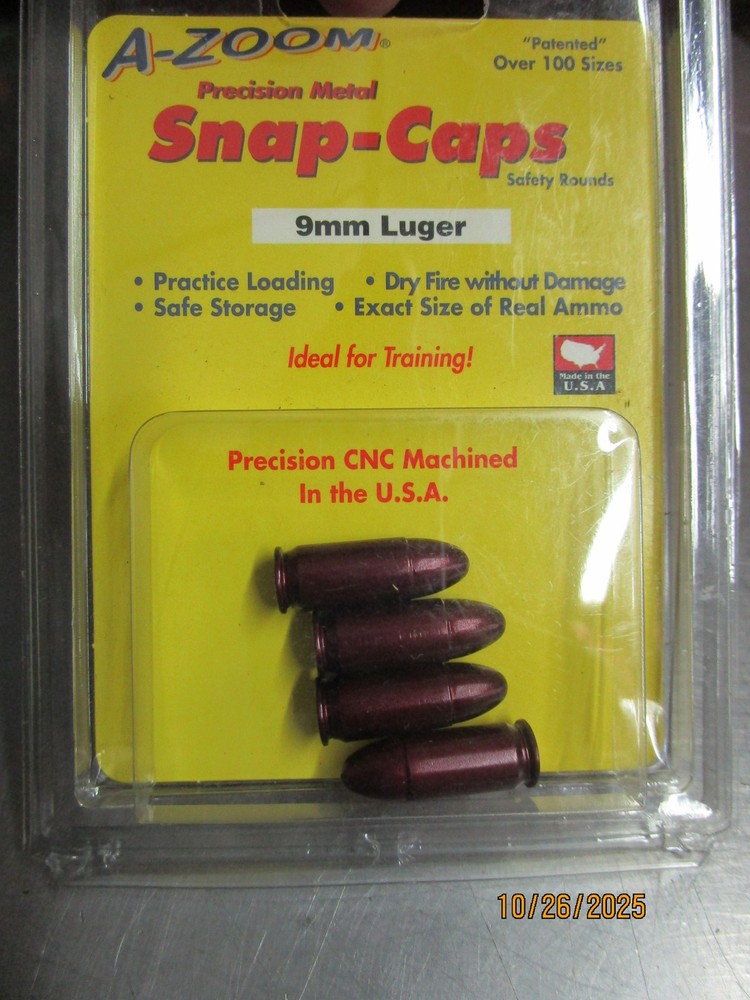 A-ZOOM®
"Patented"
Over 100 Sizes
Precision Metal
Snap-Caps
Safety Rounds
9mm Luger
• Practice Loading • Dry Fire without Damage
• Safe Storage • Exact Size of Real Ammo
Ideal for Training!
Made in the
U.S.A
Precision CNC Machined
In the U.S.A.
10/26/2025